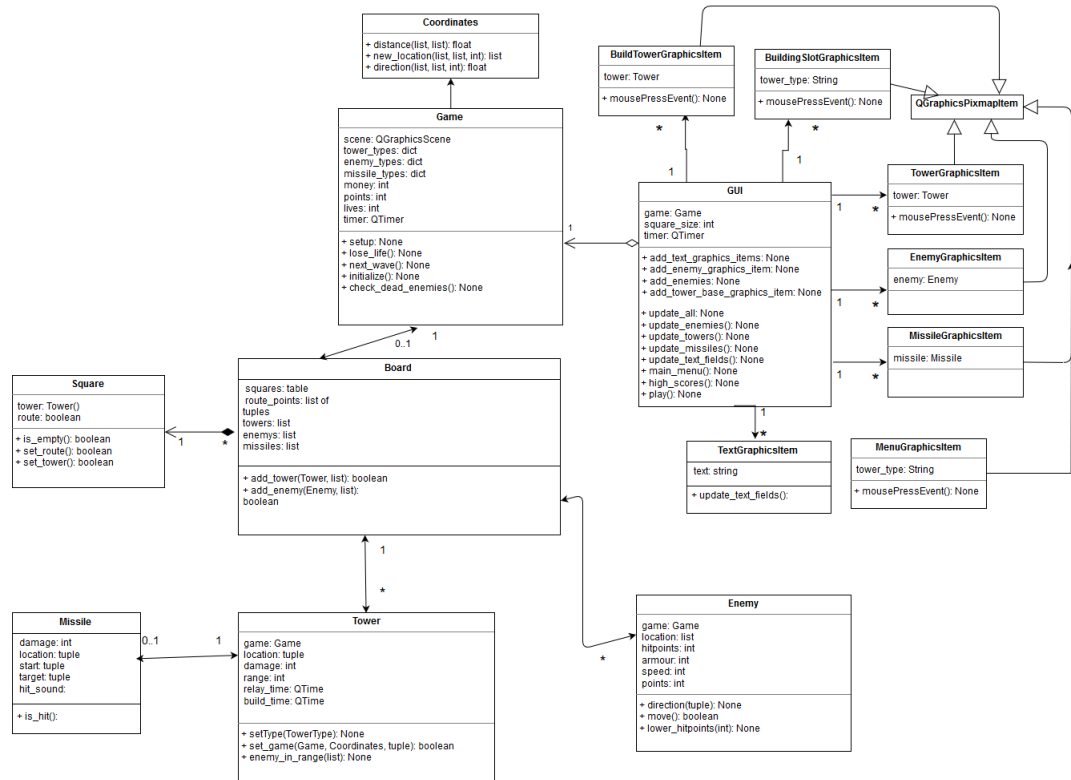 Coordinates
+ distance(list, list): float
+ new_location(list, list, int): list
+ direction(list, list, int): float
Game
scene: QGraphicsScene
tower_types: dict
enemy_types: dict
missile_types: dict
money: int
points: int
lives: int
timer: QTimer
+ setup: None
+ lose_life(): None
+ next_wave(): None
+ initialize(): None
+ check_dead_enemies(): None
BuildTowerGraphicsItem
tower: Tower
+ mousePressEvent(): None
BuildingSlotGraphicsItem
tower_type: String
+ mousePressEvent(): None
QGraphicsPixmapItem
*
*
1
1
GUI
game: Game
square_size: int
timer: QTimer
+ add_text_graphics_items: None
+ add_enemy_graphics_item: None
+ add_enemies: None
+ add_tower_base_graphics_item: None
+ update_all: None
+ update_enemies(): None
+ update_towers(): None
+ update_missiles(): None
+ update_text_fields(): None
+ main_menu(): None
+ high_scores(): None
+ play(): None
1
TowerGraphicsItem
tower: Tower
+ mousePressEvent(): None
1
*
EnemyGraphicsItem
enemy: Enemy
1
*
MissileGraphicsItem
missile: Missile
1
*
1
*
TextGraphicsItem
text: string
+ update_text_fields():
MenuGraphicsItem
tower_type: String
+ mousePressEvent(): None
1
0..1
Board
squares: table
route_points: list of
tuples
towers: list
enemys: list
missiles: list
+ add_tower(Tower, list): boolean
+ add_enemy(Enemy, list):
boolean
Square
tower: Tower()
route: boolean
+ is_empty(): boolean
+ set_route(): boolean
+ set_tower(): boolean
1
*
1
*
*
Missile
damage: int
location: tuple
start: tuple
target: tuple
hit_sound:
+ is_hit():
0..1
1
Tower
game: Game
location: tuple
damage: int
range: int
relay_time: QTime
build_time: QTime
+ setType(TowerType): None
+ set_game(Game, Coordinates, tuple): boolean
+ enemy_in_range(list): None
Enemy
game: Game
location: list
hitpoints: int
armour: int
speed: int
points: int
+ direction(tuple): None
+ move(): boolean
+ lower_hitpoints(int): None